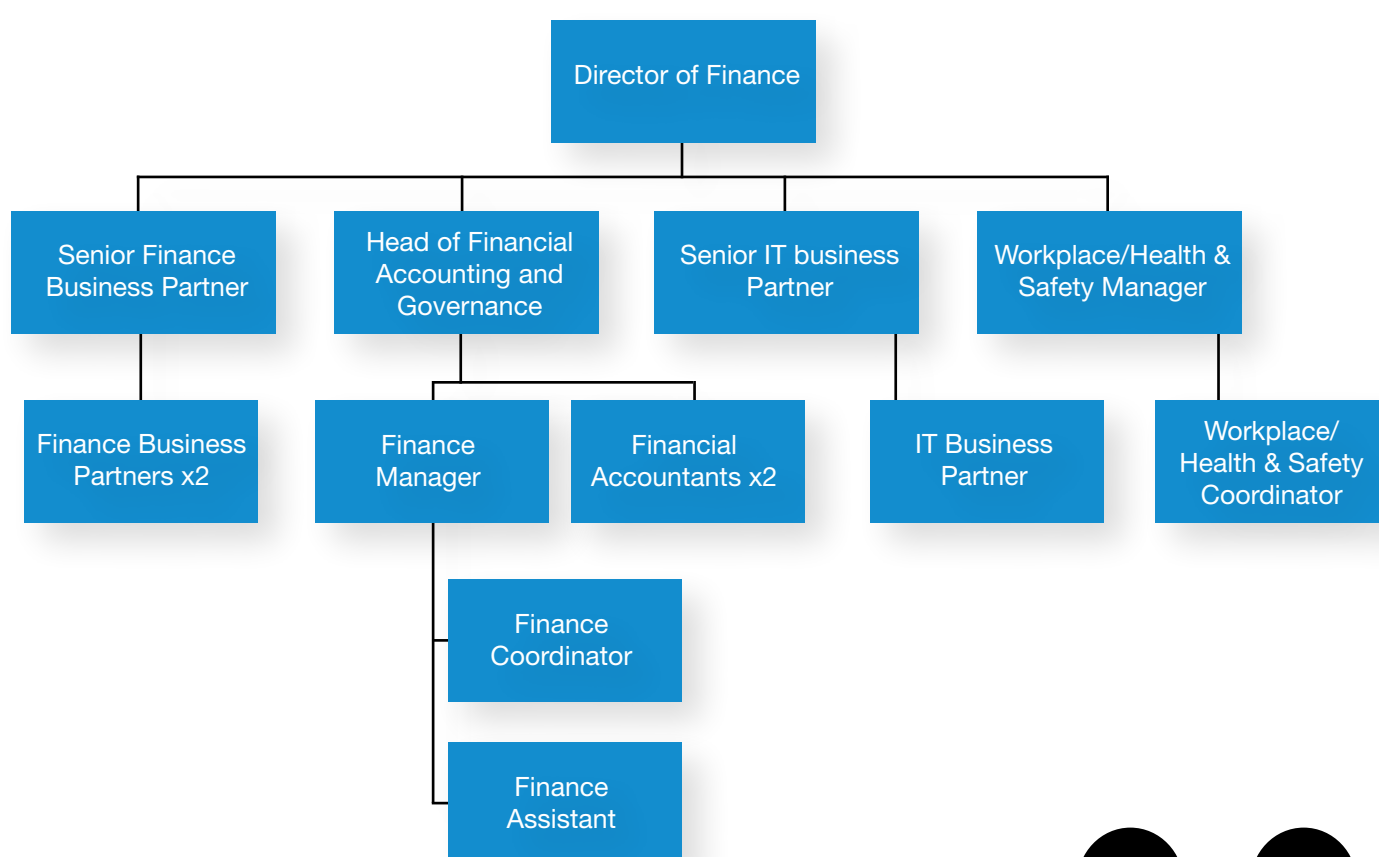 Director of Finance
Senior Finance
Business Partner
Head of Financial
Accounting and
Governance
Senior IT business
Partner
Workplace/Health &
Safety Manager
Finance Business
Partners x2
Finance
Manager
Financial
Accountants x2
IT Business
Partner
Workplace/
Health & Safety
Coordinator
Finance
Coordinator
Finance
Assistant